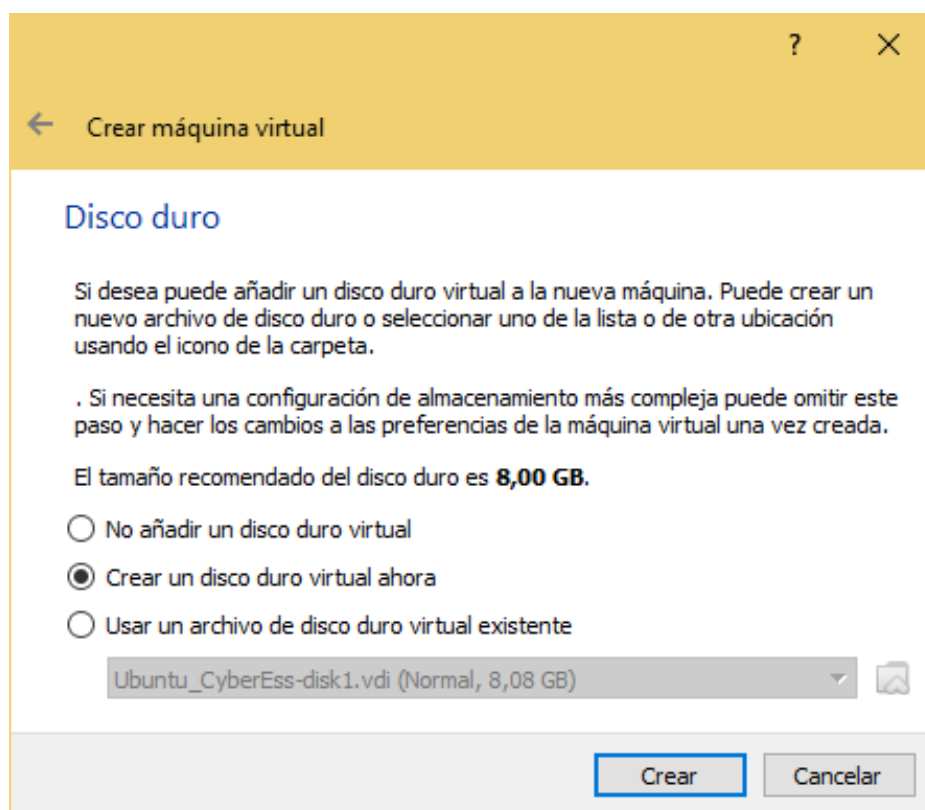 ?
Crear máquina virtual
Disco duro
Si desea puede añadir un disco duro virtual a la nueva máquina. Puede crear un
nuevo archivo de disco duro o seleccionar uno de la lista o de otra ubicación
usando el icono de la carpeta.
. Si necesita una configuración de almacenamiento más compleja puede omitir este
paso y hacer los cambios a las preferencias de la máquina virtual una vez creada.
El tamaño recomendado del disco duro es 8,00 GB.
No añadir un disco duro virtual
Crear un disco duro virtual ahora
Usar un archivo de disco duro virtual existente
Ubuntu_CyberEss-disk1.vdi (Normal, 8,08 GB)
Crear Cancelar